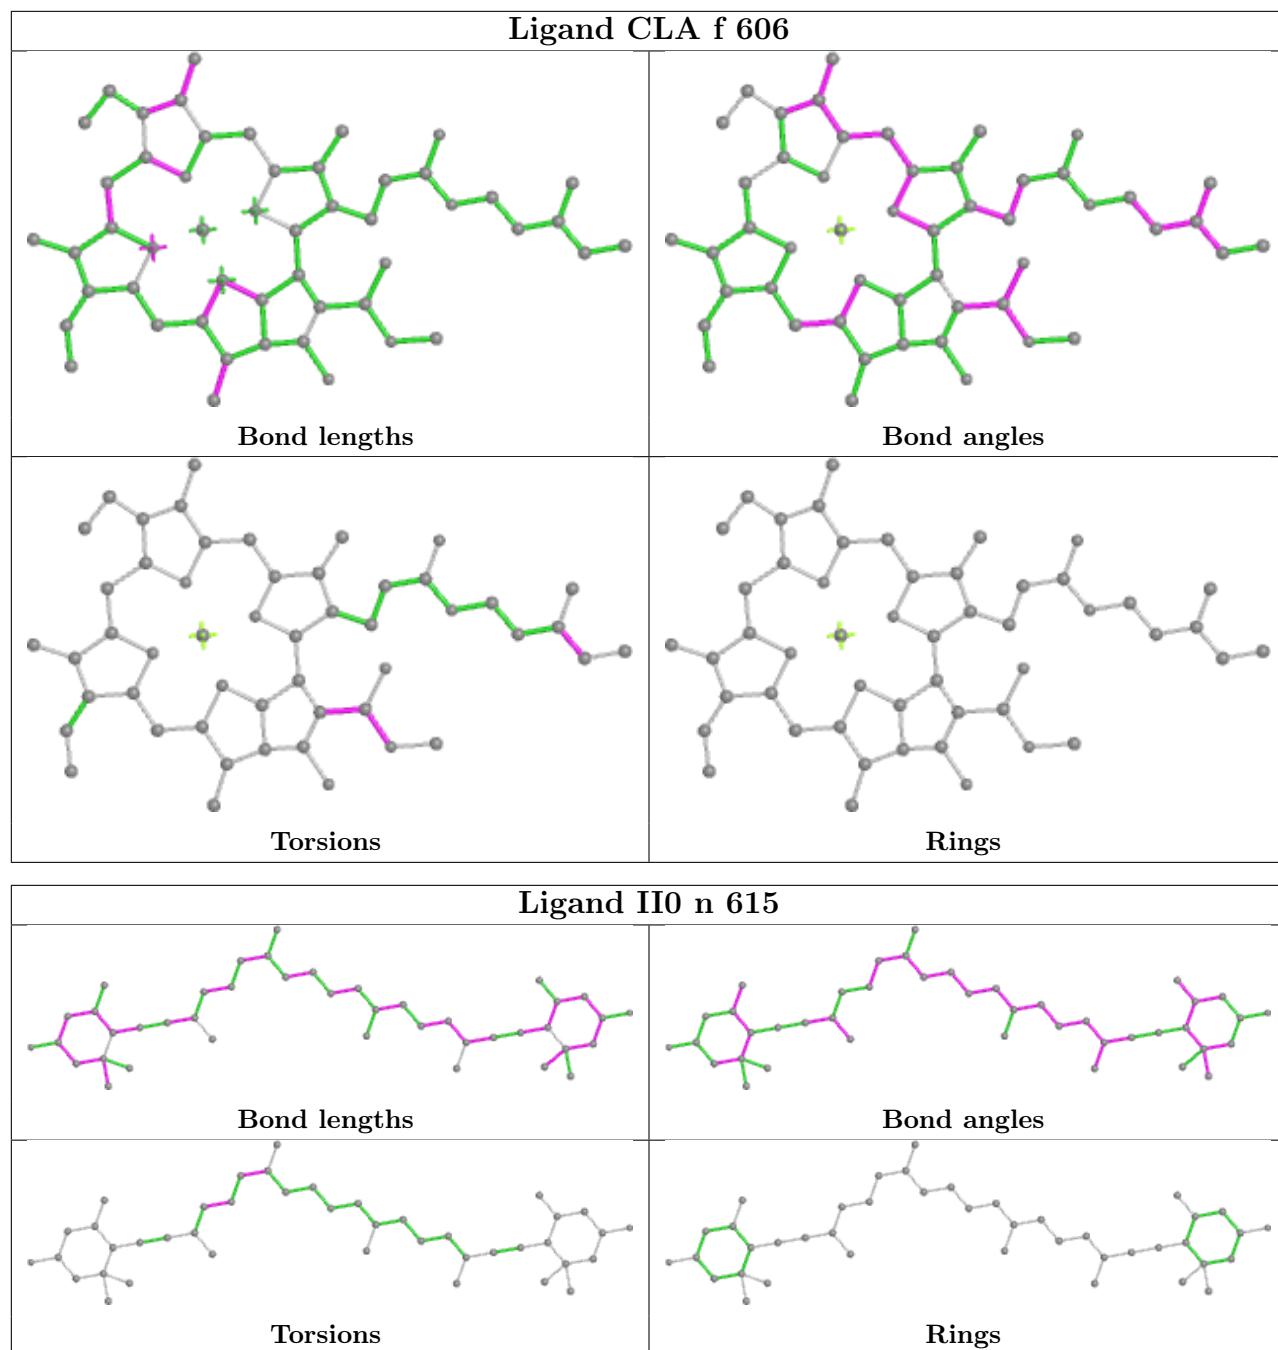 Ligand CLA f 606
Bond lengths
Bond angles
Torsions
Rings
Ligand II0 n 615
Bond lengths
Bond angles
Torsions
Rings